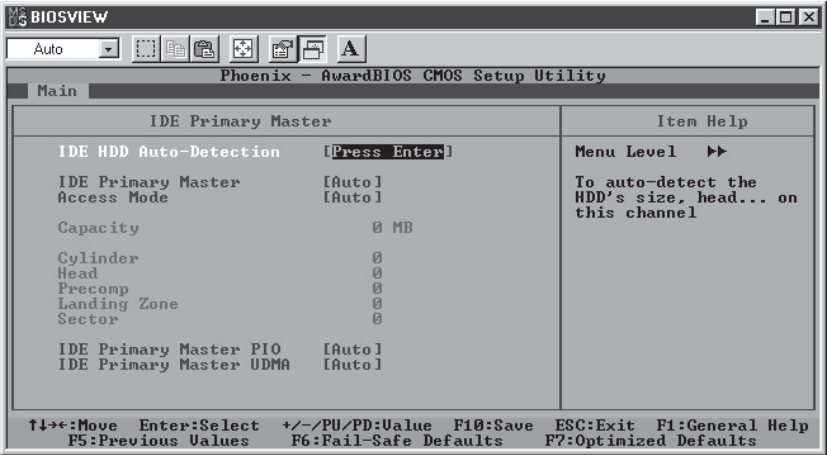 BIOSVIEW
Auto
A
Phoenix - AwardBIOS CMOS Setup Utility
Main
IDE Primary Master
Item Help
IDE HDD Auto-Detection [Press Enter]
Menu Level ▶▶
IDE Primary Master [Auto]
To auto-detect the
Access Mode [Auto]
HDD's size, head... on
this channel
Capacity 0 MB
Cylinder 0
Head 0
Precomp 0
Landing Zone 0
Sector 0
IDE Primary Master PIO [Auto]
IDE Primary Master UDMA [Auto]
↑↓→←:Move Enter:Select +/-/PU/PD:Value F10:Save ESC:Exit F1:General Help
F5:Previous Values F6:Fail-Safe Defaults F7:Optimized Defaults